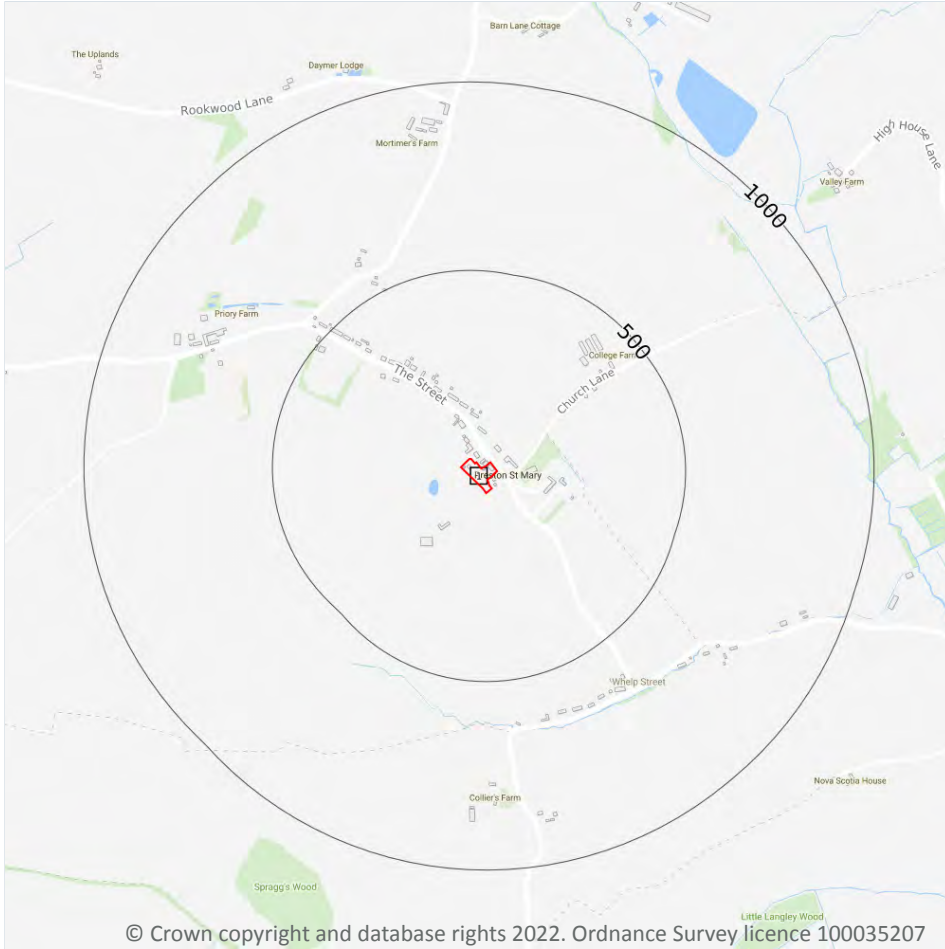 Barn Lane Cottage
The Uplands
Daymer Lodge
Rookwood Lane
High House Lane
Mortimer's Farm
Valley Farm
1000
Priory Farm
500
College Farm
The Street
Church Lane
Preston St Mary
Whelp Street
Nova Scotia House
Collier's Farm
Spragg's Wood
Little Langley Wood
© Crown copyright and database rights 2022. Ordnance Survey licence 100035207